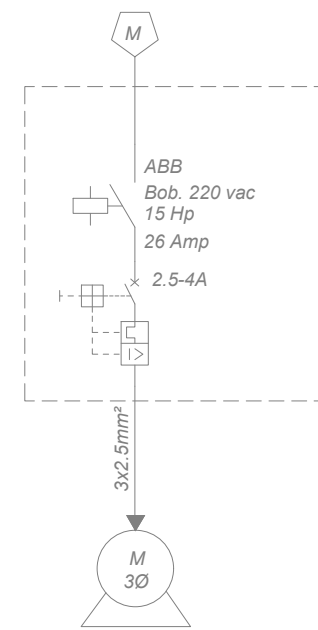 M
ABB
Bob. 220 vac
15 Hp
26 Amp
2.5-4A
I>
3x2.5mm²
M
3Ø